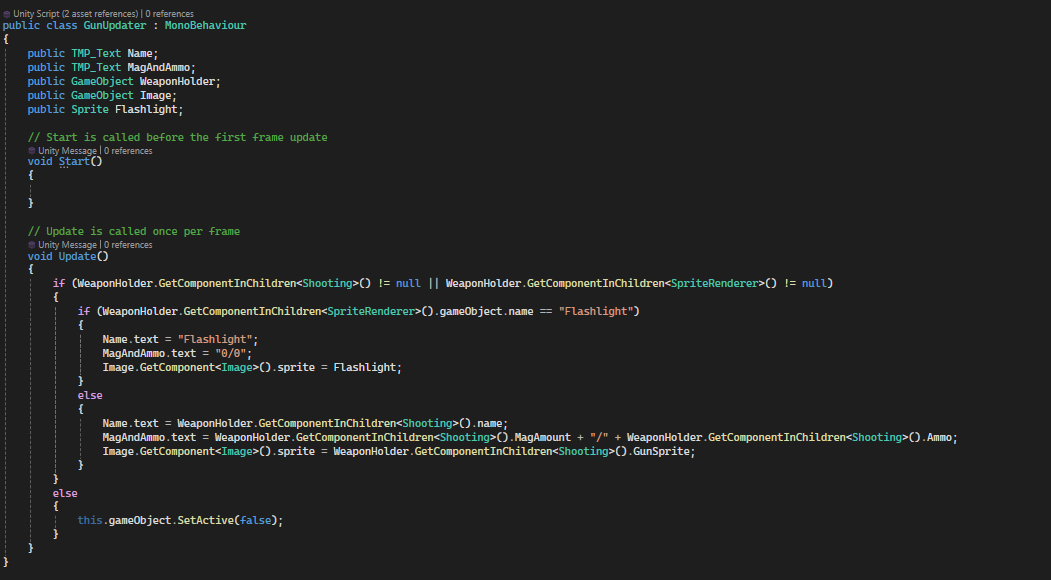 Unity Script (2 asset references) | 0 references
public class GunUpdater : MonoBehaviour
{
    public TMP_Text Name;
    public TMP_Text MagAndAmmo;
    public GameObject WeaponHolder;
    public GameObject Image;
    public Sprite Flashlight;

    // Start is called before the first frame update
    Unity Message | 0 references
    void Start()
    {

    }

    // Update is called once per frame
    Unity Message | 0 references
    void Update()
    {
        if (WeaponHolder.GetComponentInChildren<Shooting>() != null || WeaponHolder.GetComponentInChildren<SpriteRenderer>() != null)
        {
            if (WeaponHolder.GetComponentInChildren<SpriteRenderer>().gameObject.name == "Flashlight")
            {
                Name.text = "Flashlight";
                MagAndAmmo.text = "0/0";
                Image.GetComponent<Image>().sprite = Flashlight;
            }
            else
            {
                Name.text = WeaponHolder.GetComponentInChildren<Shooting>().name;
                MagAndAmmo.text = WeaponHolder.GetComponentInChildren<Shooting>().MagAmount + "/" + WeaponHolder.GetComponentInChildren<Shooting>().Ammo;
                Image.GetComponent<Image>().sprite = WeaponHolder.GetComponentInChildren<Shooting>().GunSprite;
            }
        }
        else
        {
            this.gameObject.SetActive(false);
        }
    }
}